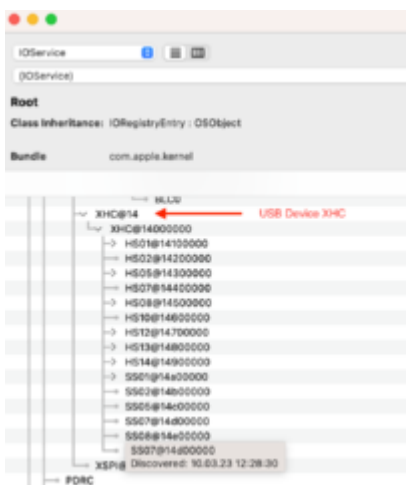 IOService
(IOService)
Root
Class Inheritance: IORegistryEntry : OSObject
Bundle com.apple.kernel
BLC0
XHC@14 USB Device XHC
XHC@14000000
HS01@14100000
HS02@14200000
HS05@14300000
HS07@14400000
HS08@14500000
HS10@14600000
HS12@14700000
HS13@14800000
HS14@14900000
SS01@14a00000
SS02@14b00000
SS05@14c00000
SS07@14d00000
SS08@14e00000
SS07@14d00000
XSPI@ Discovered: 10.03.23 12:28:30
PDRC